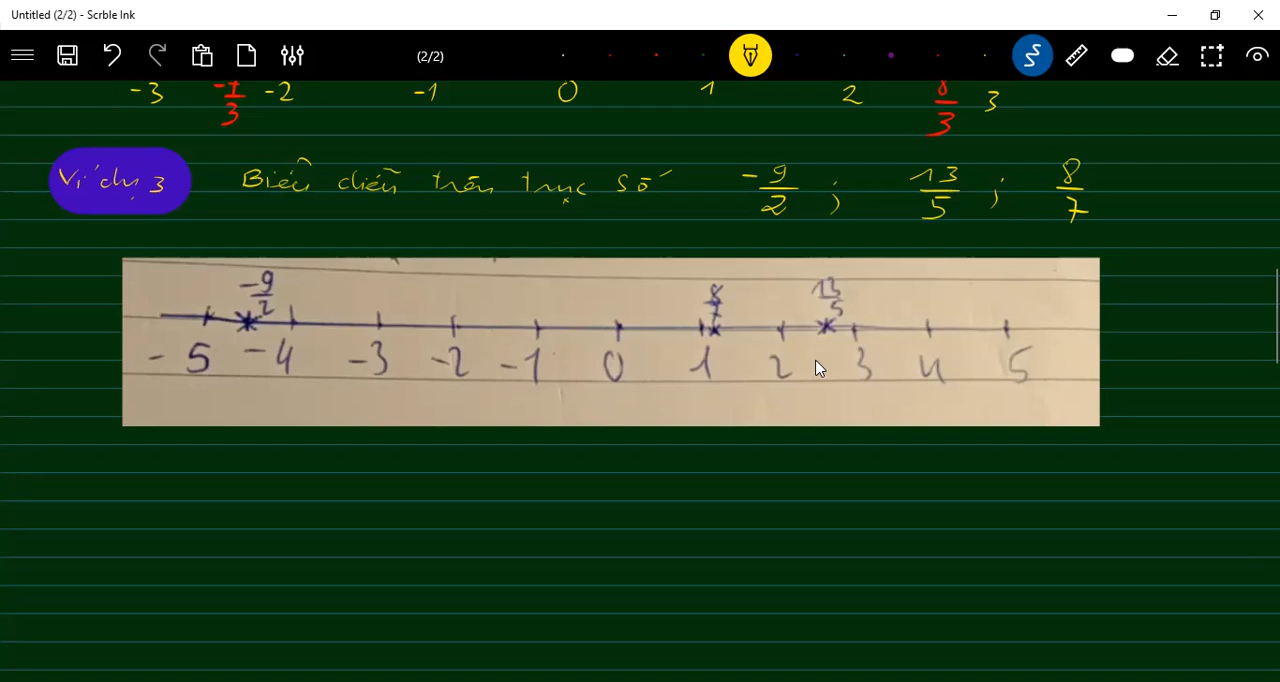 Untitled (2/2) - Scrble Ink
(2/2)
-3 -7/3 -2 -1 0 1 2 8/3 3
Ví dụ 3 Biểu diễn trên trục số -9/2 ; 13/5 ; 8/7
-9/2 8/7 13/5
-5 -4 -3 -2 -1 0 1 2 3 4 5